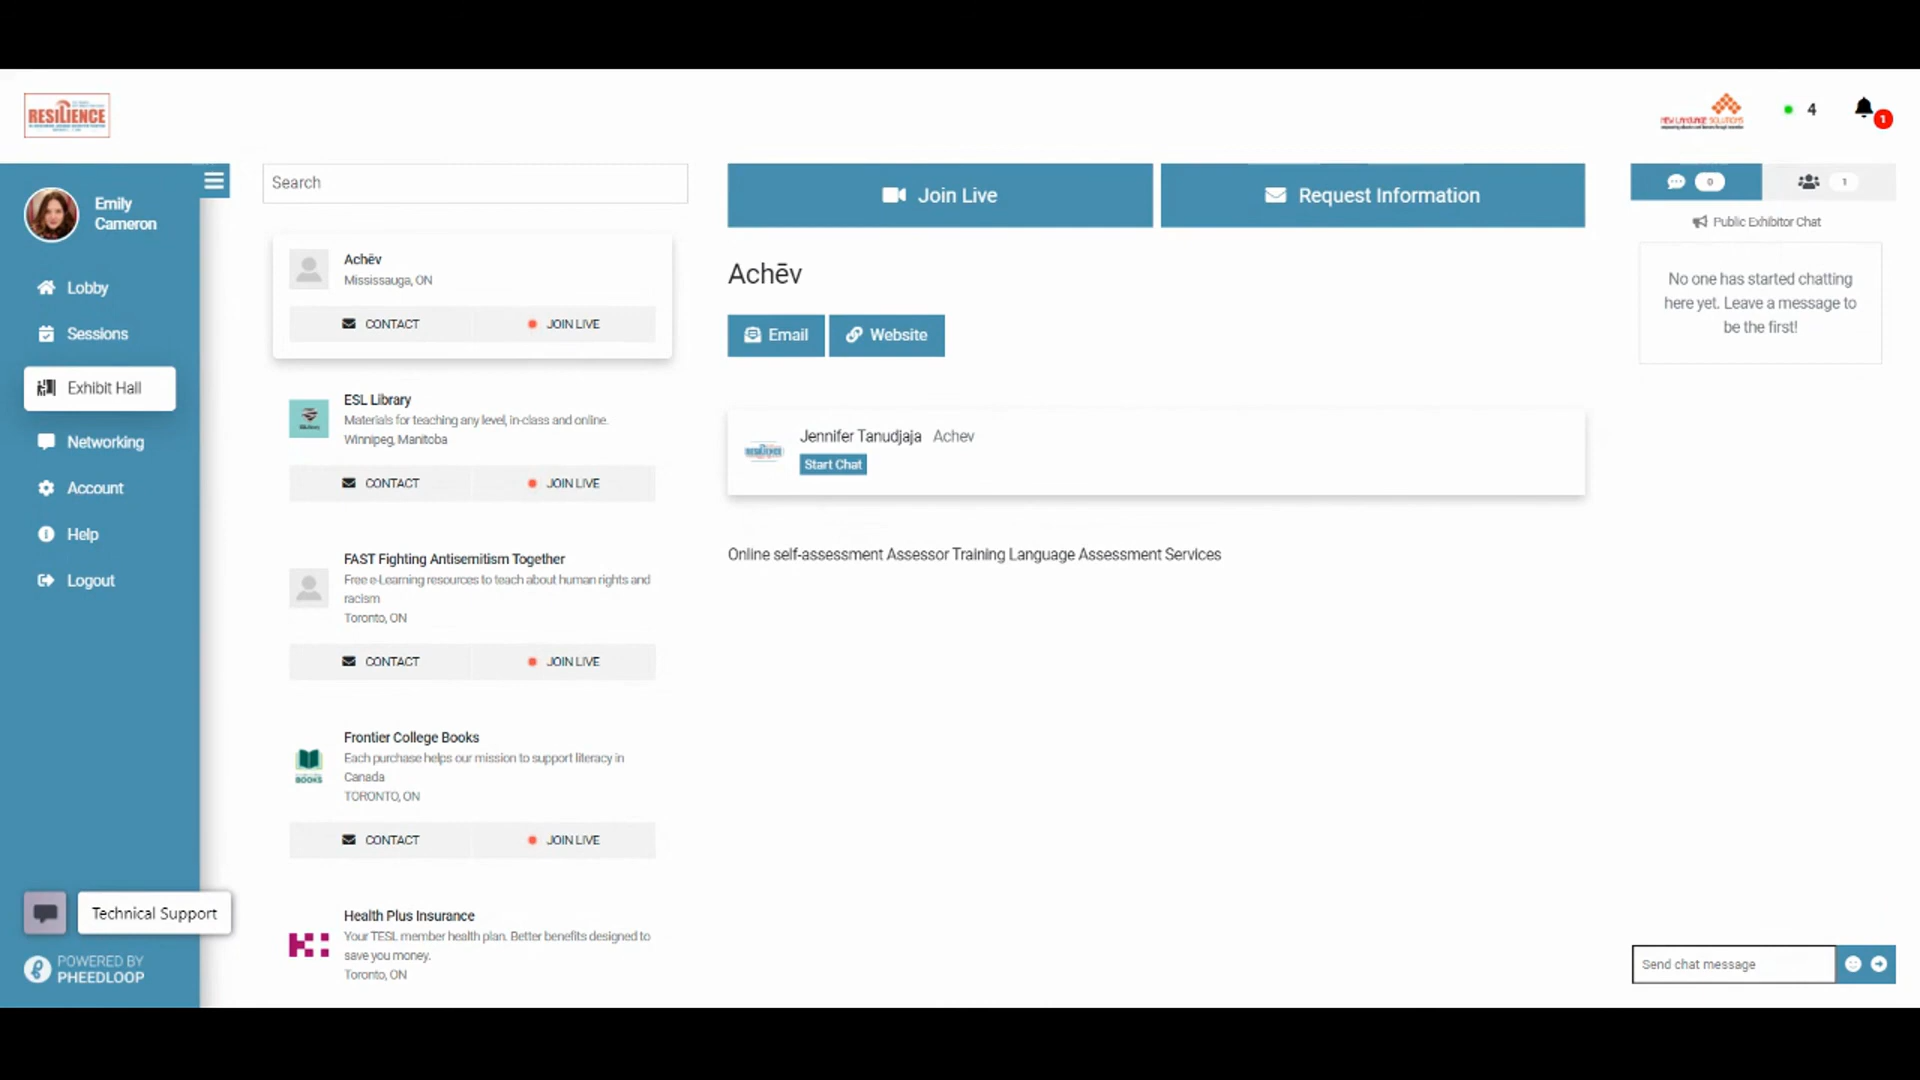 RESILIENCE
NEW LANGUAGE SOLUTIONS
4
1
Emily
Cameron
Lobby
Sessions
Exhibit Hall
Networking
Account
Help
Logout
Technical Support
POWERED BY
PHEEDLOOP
Search
Achēv
Mississauga, ON
CONTACT
JOIN LIVE
ESL Library
Materials for teaching any level, in-class and online.
Winnipeg, Manitoba
CONTACT
JOIN LIVE
FAST Fighting Antisemitism Together
Free e-Learning resources to teach about human rights and
racism
Toronto, ON
CONTACT
JOIN LIVE
Frontier College Books
Each purchase helps our mission to support literacy in
Canada
TORONTO, ON
BOOKS
CONTACT
JOIN LIVE
Health Plus Insurance
Your TESL member health plan. Better benefits designed to
save you money.
Toronto, ON
Join Live
Request Information
Achēv
Email
Website
RESILIENCE
Jennifer Tanudjaja Achev
Start Chat
Online self-assessment Assessor Training Language Assessment Services
0
1
Public Exhibitor Chat
No one has started chatting
here yet. Leave a message to
be the first!
Send chat message